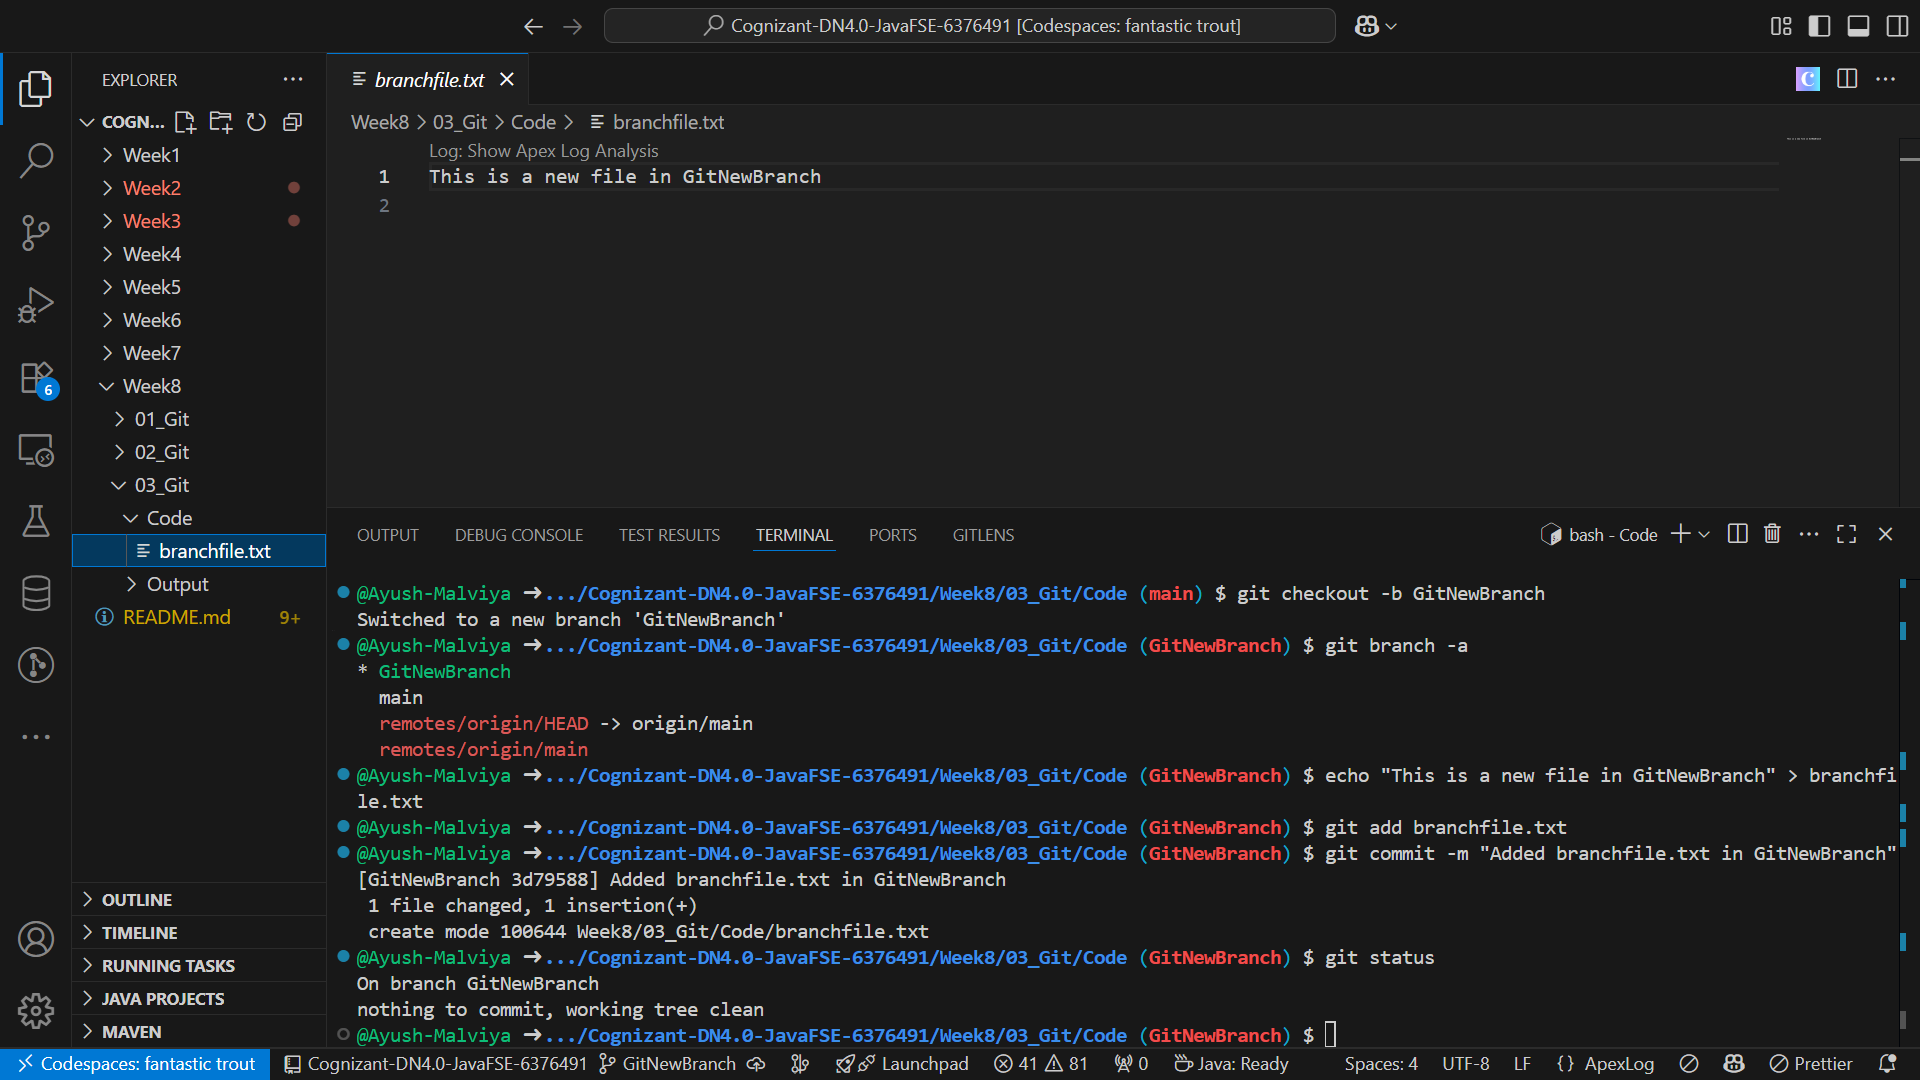 Cognizant-DN4.0-JavaFSE-6376491 [Codespaces: fantastic trout]
EXPLORER
COGN...
Week1
Week2
Week3
Week4
Week5
Week6
Week7
Week8
01_Git
02_Git
03_Git
Code
branchfile.txt
Output
README.md 9+
OUTLINE
TIMELINE
RUNNING TASKS
JAVA PROJECTS
MAVEN
6
branchfile.txt
Week8 > 03_Git > Code > branchfile.txt
Log: Show Apex Log Analysis
1 This is a new file in GitNewBranch
2
OUTPUT DEBUG CONSOLE TEST RESULTS TERMINAL PORTS GITLENS
bash - Code
@Ayush-Malviya ➜.../Cognizant-DN4.0-JavaFSE-6376491/Week8/03_Git/Code (main) $ git checkout -b GitNewBranch
Switched to a new branch 'GitNewBranch'
@Ayush-Malviya ➜.../Cognizant-DN4.0-JavaFSE-6376491/Week8/03_Git/Code (GitNewBranch) $ git branch -a
* GitNewBranch
main
remotes/origin/HEAD -> origin/main
remotes/origin/main
@Ayush-Malviya ➜.../Cognizant-DN4.0-JavaFSE-6376491/Week8/03_Git/Code (GitNewBranch) $ echo "This is a new file in GitNewBranch" > branchfi
le.txt
@Ayush-Malviya ➜.../Cognizant-DN4.0-JavaFSE-6376491/Week8/03_Git/Code (GitNewBranch) $ git add branchfile.txt
@Ayush-Malviya ➜.../Cognizant-DN4.0-JavaFSE-6376491/Week8/03_Git/Code (GitNewBranch) $ git commit -m "Added branchfile.txt in GitNewBranch"
[GitNewBranch 3d79588] Added branchfile.txt in GitNewBranch
1 file changed, 1 insertion(+)
create mode 100644 Week8/03_Git/Code/branchfile.txt
@Ayush-Malviya ➜.../Cognizant-DN4.0-JavaFSE-6376491/Week8/03_Git/Code (GitNewBranch) $ git status
On branch GitNewBranch
nothing to commit, working tree clean
@Ayush-Malviya ➜.../Cognizant-DN4.0-JavaFSE-6376491/Week8/03_Git/Code (GitNewBranch) $
Codespaces: fantastic trout Cognizant-DN4.0-JavaFSE-6376491 GitNewBranch Launchpad 41 81 0 Java: Ready Spaces: 4 UTF-8 LF {} ApexLog Prettier